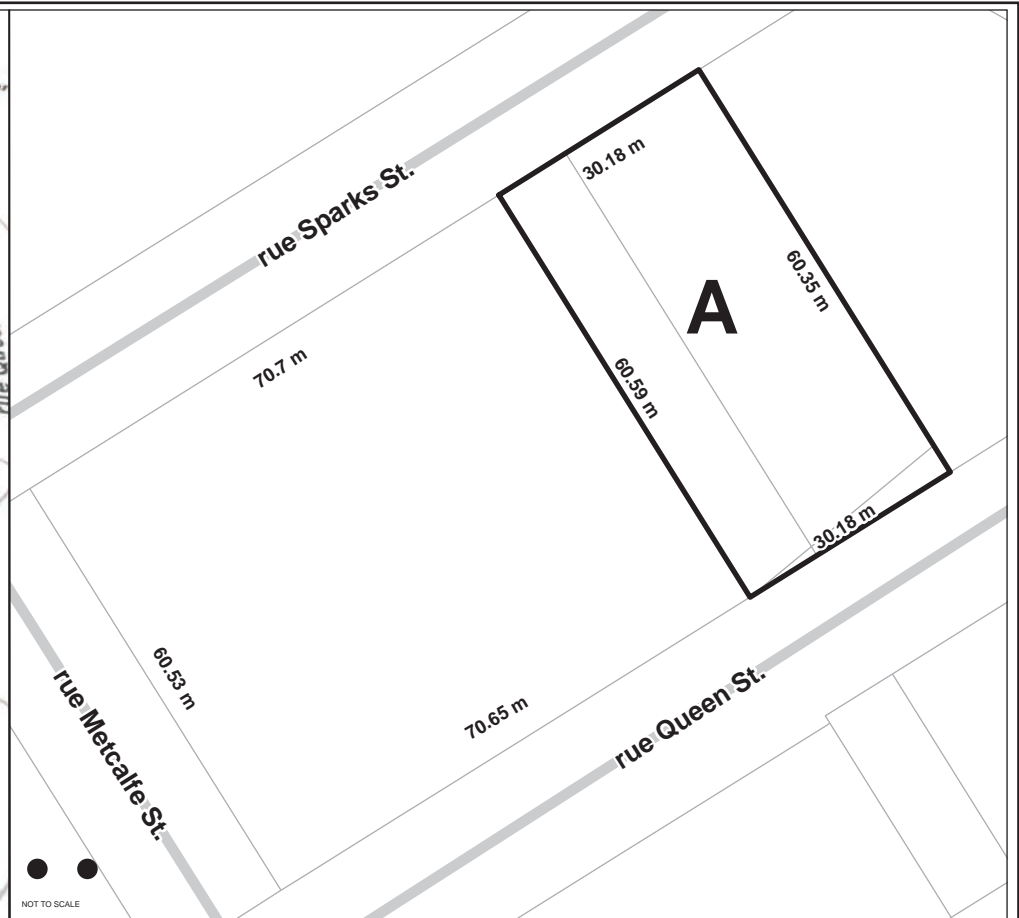 rue Sparks St.
30.18 m
60.35 m
A
70.7 m
60.59 m
30.18 m
60.53 m
70.65 m
rue Queen St.
rue Metcalfe St.
NOT TO SCALE